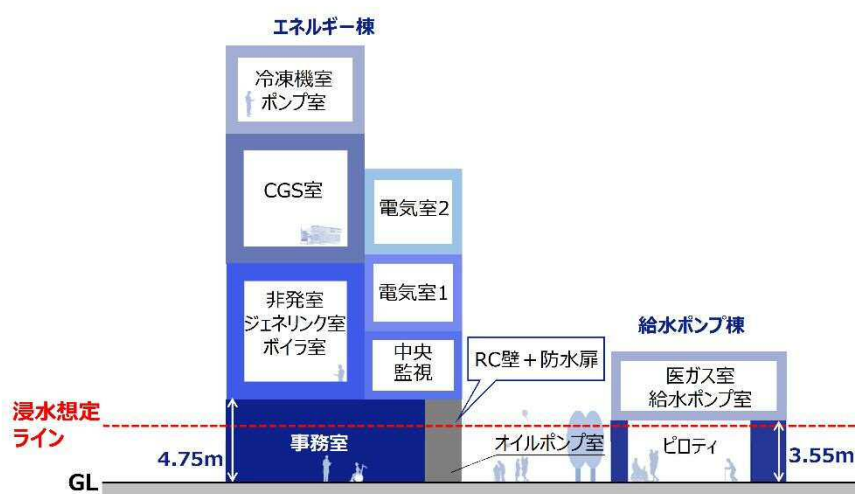 エネルギー棟
冷凍機室
ポンプ室
CGS室
電気室2
非発室
ジェネリンク室
ボイラ室
電気室1
中央
監視
RC壁＋防水扉
給水ポンプ棟
医ガス室
給水ポンプ室
浸水想定
ライン
4.75m
事務室
オイルポンプ室
ピロティ
3.55m
GL